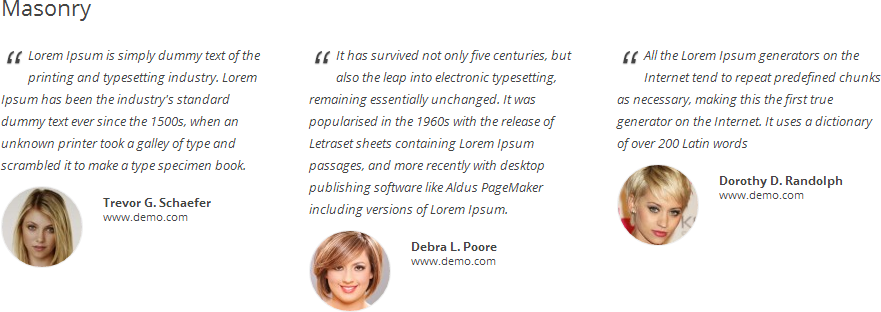 Masonry
“ Lorem Ipsum is simply dummy text of the
printing and typesetting industry. Lorem
Ipsum has been the industry's standard
dummy text ever since the 1500s, when an
unknown printer took a galley of type and
scrambled it to make a type specimen book.
Trevor G. Schaefer
www.demo.com
“ It has survived not only five centuries, but
also the leap into electronic typesetting,
remaining essentially unchanged. It was
popularised in the 1960s with the release of
Letraset sheets containing Lorem Ipsum
passages, and more recently with desktop
publishing software like Aldus PageMaker
including versions of Lorem Ipsum.
Debra L. Poore
www.demo.com
“ All the Lorem Ipsum generators on the
Internet tend to repeat predefined chunks
as necessary, making this the first true
generator on the Internet. It uses a dictionary
of over 200 Latin words
Dorothy D. Randolph
www.demo.com